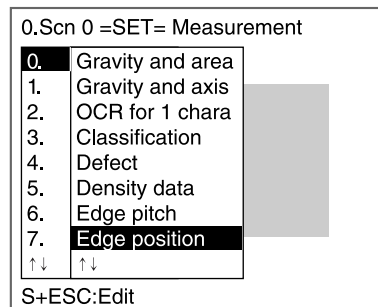 0.Scn 0 =SET= Measurement
0. Gravity and area
1. Gravity and axis
2. OCR for 1 chara
3. Classification
4. Defect
5. Density data
6. Edge pitch
7. Edge position
↑↓ ↑↓
S+ESC:Edit